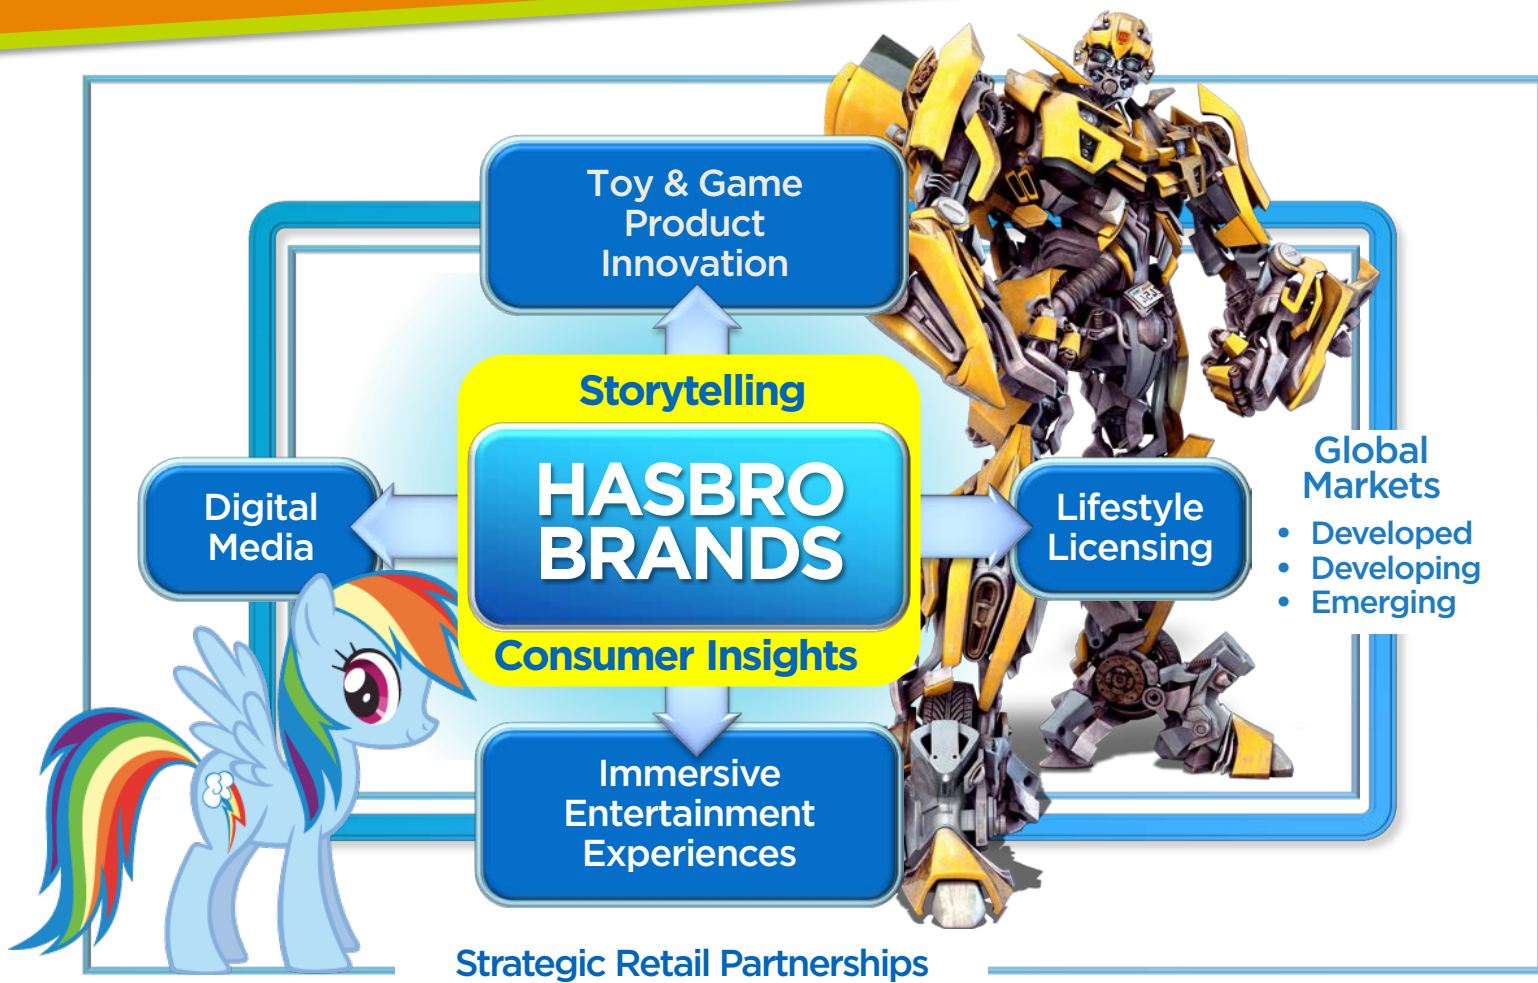 Toy & Game
Product
Innovation
Storytelling
HASBRO
BRANDS
Consumer Insights
Digital
Media
Lifestyle
Licensing
Global
Markets
• Developed
• Developing
• Emerging
Immersive
Entertainment
Experiences
Strategic Retail Partnerships